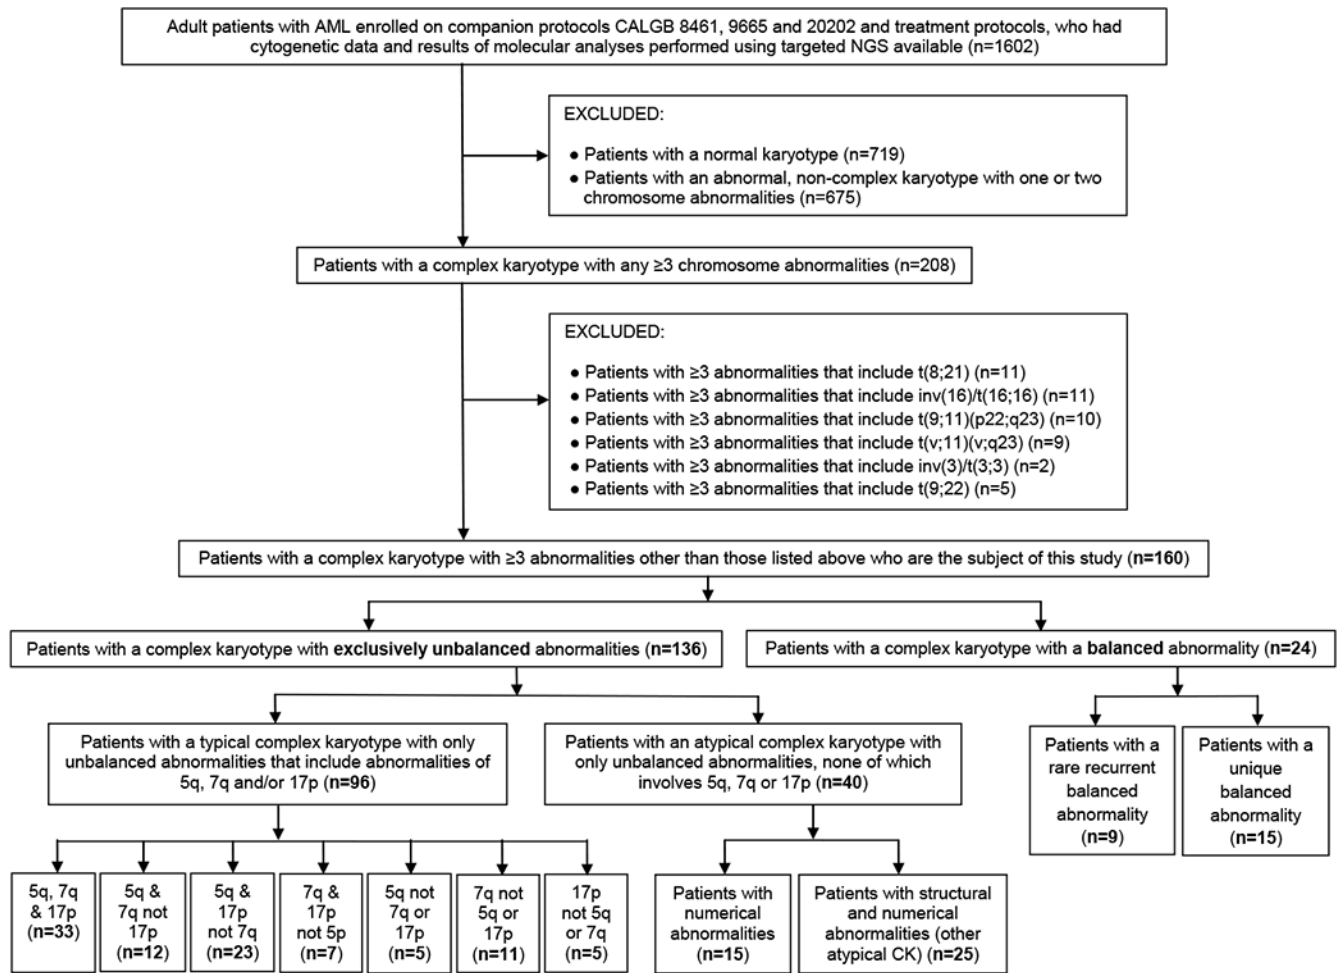 Adult patients with AML enrolled on companion protocols CALGB 8461, 9665 and 20202 and treatment protocols, who had
cytogenetic data and results of molecular analyses performed using targeted NGS available (n=1602)
EXCLUDED:
● Patients with a normal karyotype (n=719)
● Patients with an abnormal, non-complex karyotype with one or two
chromosome abnormalities (n=675)
Patients with a complex karyotype with any ≥3 chromosome abnormalities (n=208)
EXCLUDED:
● Patients with ≥3 abnormalities that include t(8;21) (n=11)
● Patients with ≥3 abnormalities that include inv(16)/t(16;16) (n=11)
● Patients with ≥3 abnormalities that include t(9;11)(p22;q23) (n=10)
● Patients with ≥3 abnormalities that include t(v;11)(v;q23) (n=9)
● Patients with ≥3 abnormalities that include inv(3)/t(3;3) (n=2)
● Patients with ≥3 abnormalities that include t(9;22) (n=5)
Patients with a complex karyotype with ≥3 abnormalities other than those listed above who are the subject of this study (n=160)
Patients with a complex karyotype with exclusively unbalanced abnormalities (n=136)
Patients with a complex karyotype with a balanced abnormality (n=24)
Patients with a typical complex karyotype with only
unbalanced abnormalities that include abnormalities of
5q, 7q and/or 17p (n=96)
Patients with an atypical complex karyotype with
only unbalanced abnormalities, none of which
involves 5q, 7q or 17p (n=40)
Patients with a
rare recurrent
balanced
abnormality
(n=9)
Patients with a
unique
balanced
abnormality
(n=15)
5q, 7q
& 17p
(n=33)
5q &
7q not
17p
(n=12)
5q &
17p
not 7q
(n=23)
7q &
17p
not 5p
(n=7)
5q not
7q or
17p
(n=5)
7q not
5q or
17p
(n=11)
17p
not 5q
or 7q
(n=5)
Patients with
numerical
abnormalities
(n=15)
Patients with structural
and numerical
abnormalities (other
atypical CK) (n=25)